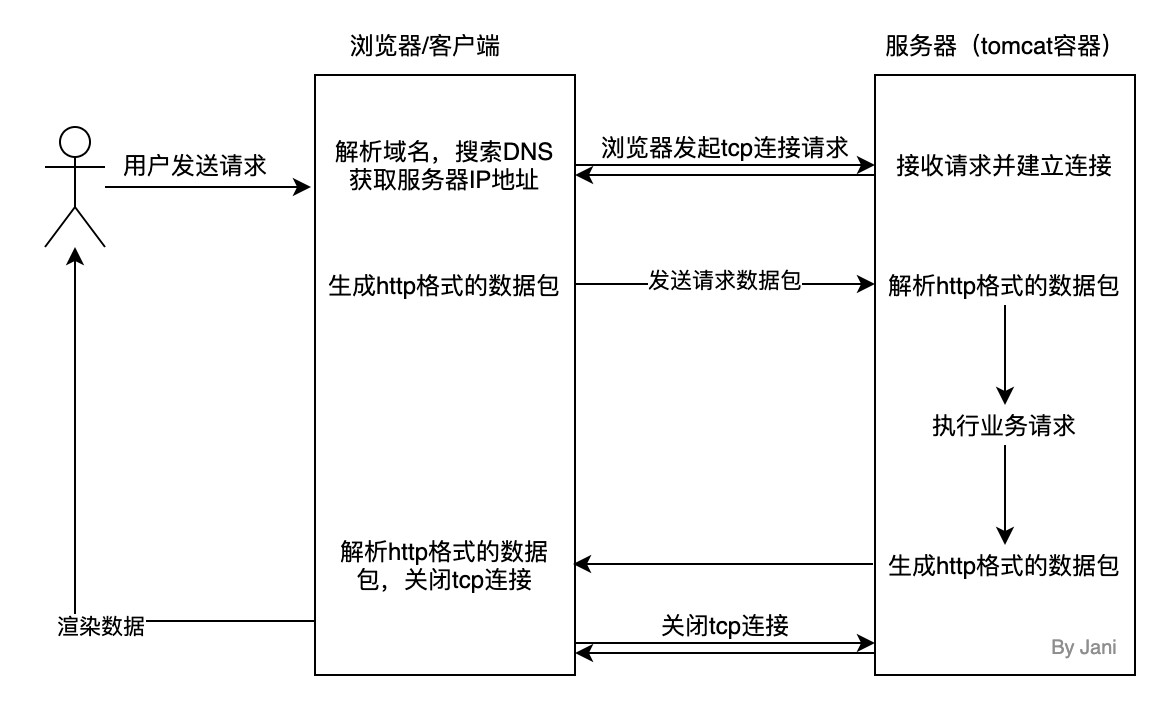 浏览器/客户端
服务器（tomcat容器）
用户发送请求
解析域名，搜索DNS
获取服务器IP地址
浏览器发起tcp连接请求
接收请求并建立连接
生成http格式的数据包
发送请求数据包
解析http格式的数据包
执行业务请求
解析http格式的数据
包，关闭tcp连接
生成http格式的数据包
渲染数据
关闭tcp连接
By Jani